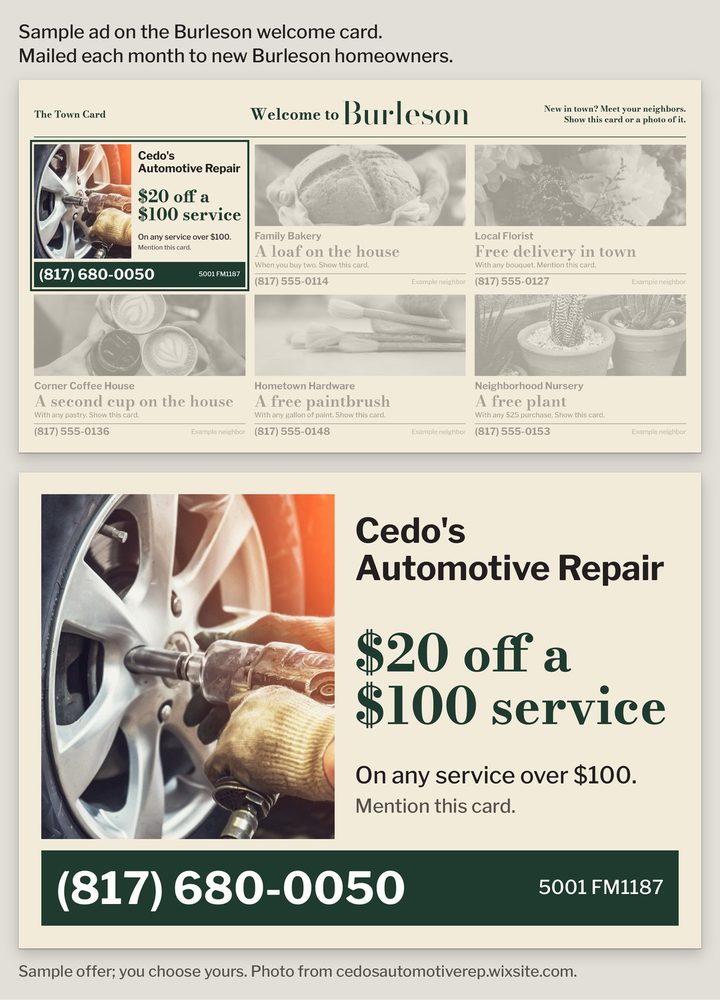 Sample ad on the Burleson welcome card.
Mailed each month to new Burleson homeowners.
The Town Card
Welcome to Burleson
New in town? Meet your neighbors.
Show this card or a photo of it.
Cedo's
Automotive Repair
$20 off a
$100 service
On any service over $100.
Mention this card.
(817) 680-0050
5001 FM1187
Family Bakery
A loaf on the house
When you buy two. Show this card.
(817) 555-0114
Example neighbor
Local Florist
Free delivery in town
With any bouquet. Mention this card.
(817) 555-0127
Example neighbor
Corner Coffee House
A second cup on the house
With any pastry. Show this card.
(817) 555-0136
Example neighbor
Hometown Hardware
A free paintbrush
With any gallon of paint. Show this card.
(817) 555-0148
Example neighbor
Neighborhood Nursery
A free plant
With any $25 purchase. Show this card.
(817) 555-0153
Example neighbor
Cedo's
Automotive Repair
$20 off a
$100 service
On any service over $100.
Mention this card.
(817) 680-0050
5001 FM1187
Sample offer; you choose yours. Photo from cedosautomotiverep.wixsite.com.